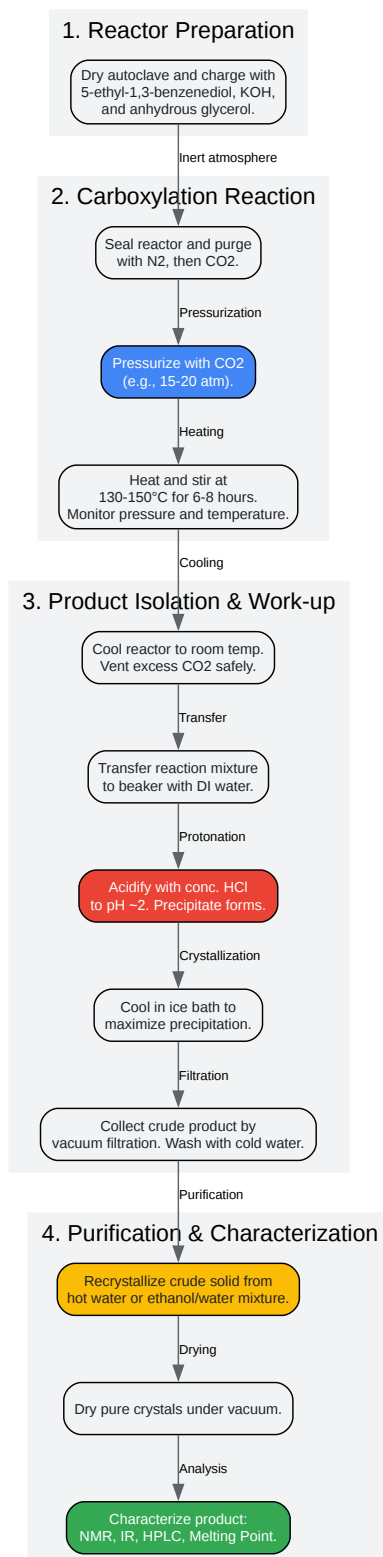 1. Reactor Preparation
Dry autoclave and charge with
5-ethyl-1,3-benzenediol, KOH,
and anhydrous glycerol.
Inert atmosphere
2. Carboxylation Reaction
Seal reactor and purge
with N2, then CO2.
Pressurization
Pressurize with CO2
(e.g., 15-20 atm).
Heating
Heat and stir at
130-150°C for 6-8 hours.
Monitor pressure and temperature.
Cooling
3. Product Isolation & Work-up
Cool reactor to room temp.
Vent excess CO2 safely.
Transfer
Transfer reaction mixture
to beaker with DI water.
Protonation
Acidify with conc. HCl
to pH ~2. Precipitate forms.
Crystallization
Cool in ice bath to
maximize precipitation.
Filtration
Collect crude product by
vacuum filtration. Wash with cold water.
Purification
4. Purification & Characterization
Recrystallize crude solid from
hot water or ethanol/water mixture.
Drying
Dry pure crystals under vacuum.
Analysis
Characterize product:
NMR, IR, HPLC, Melting Point.